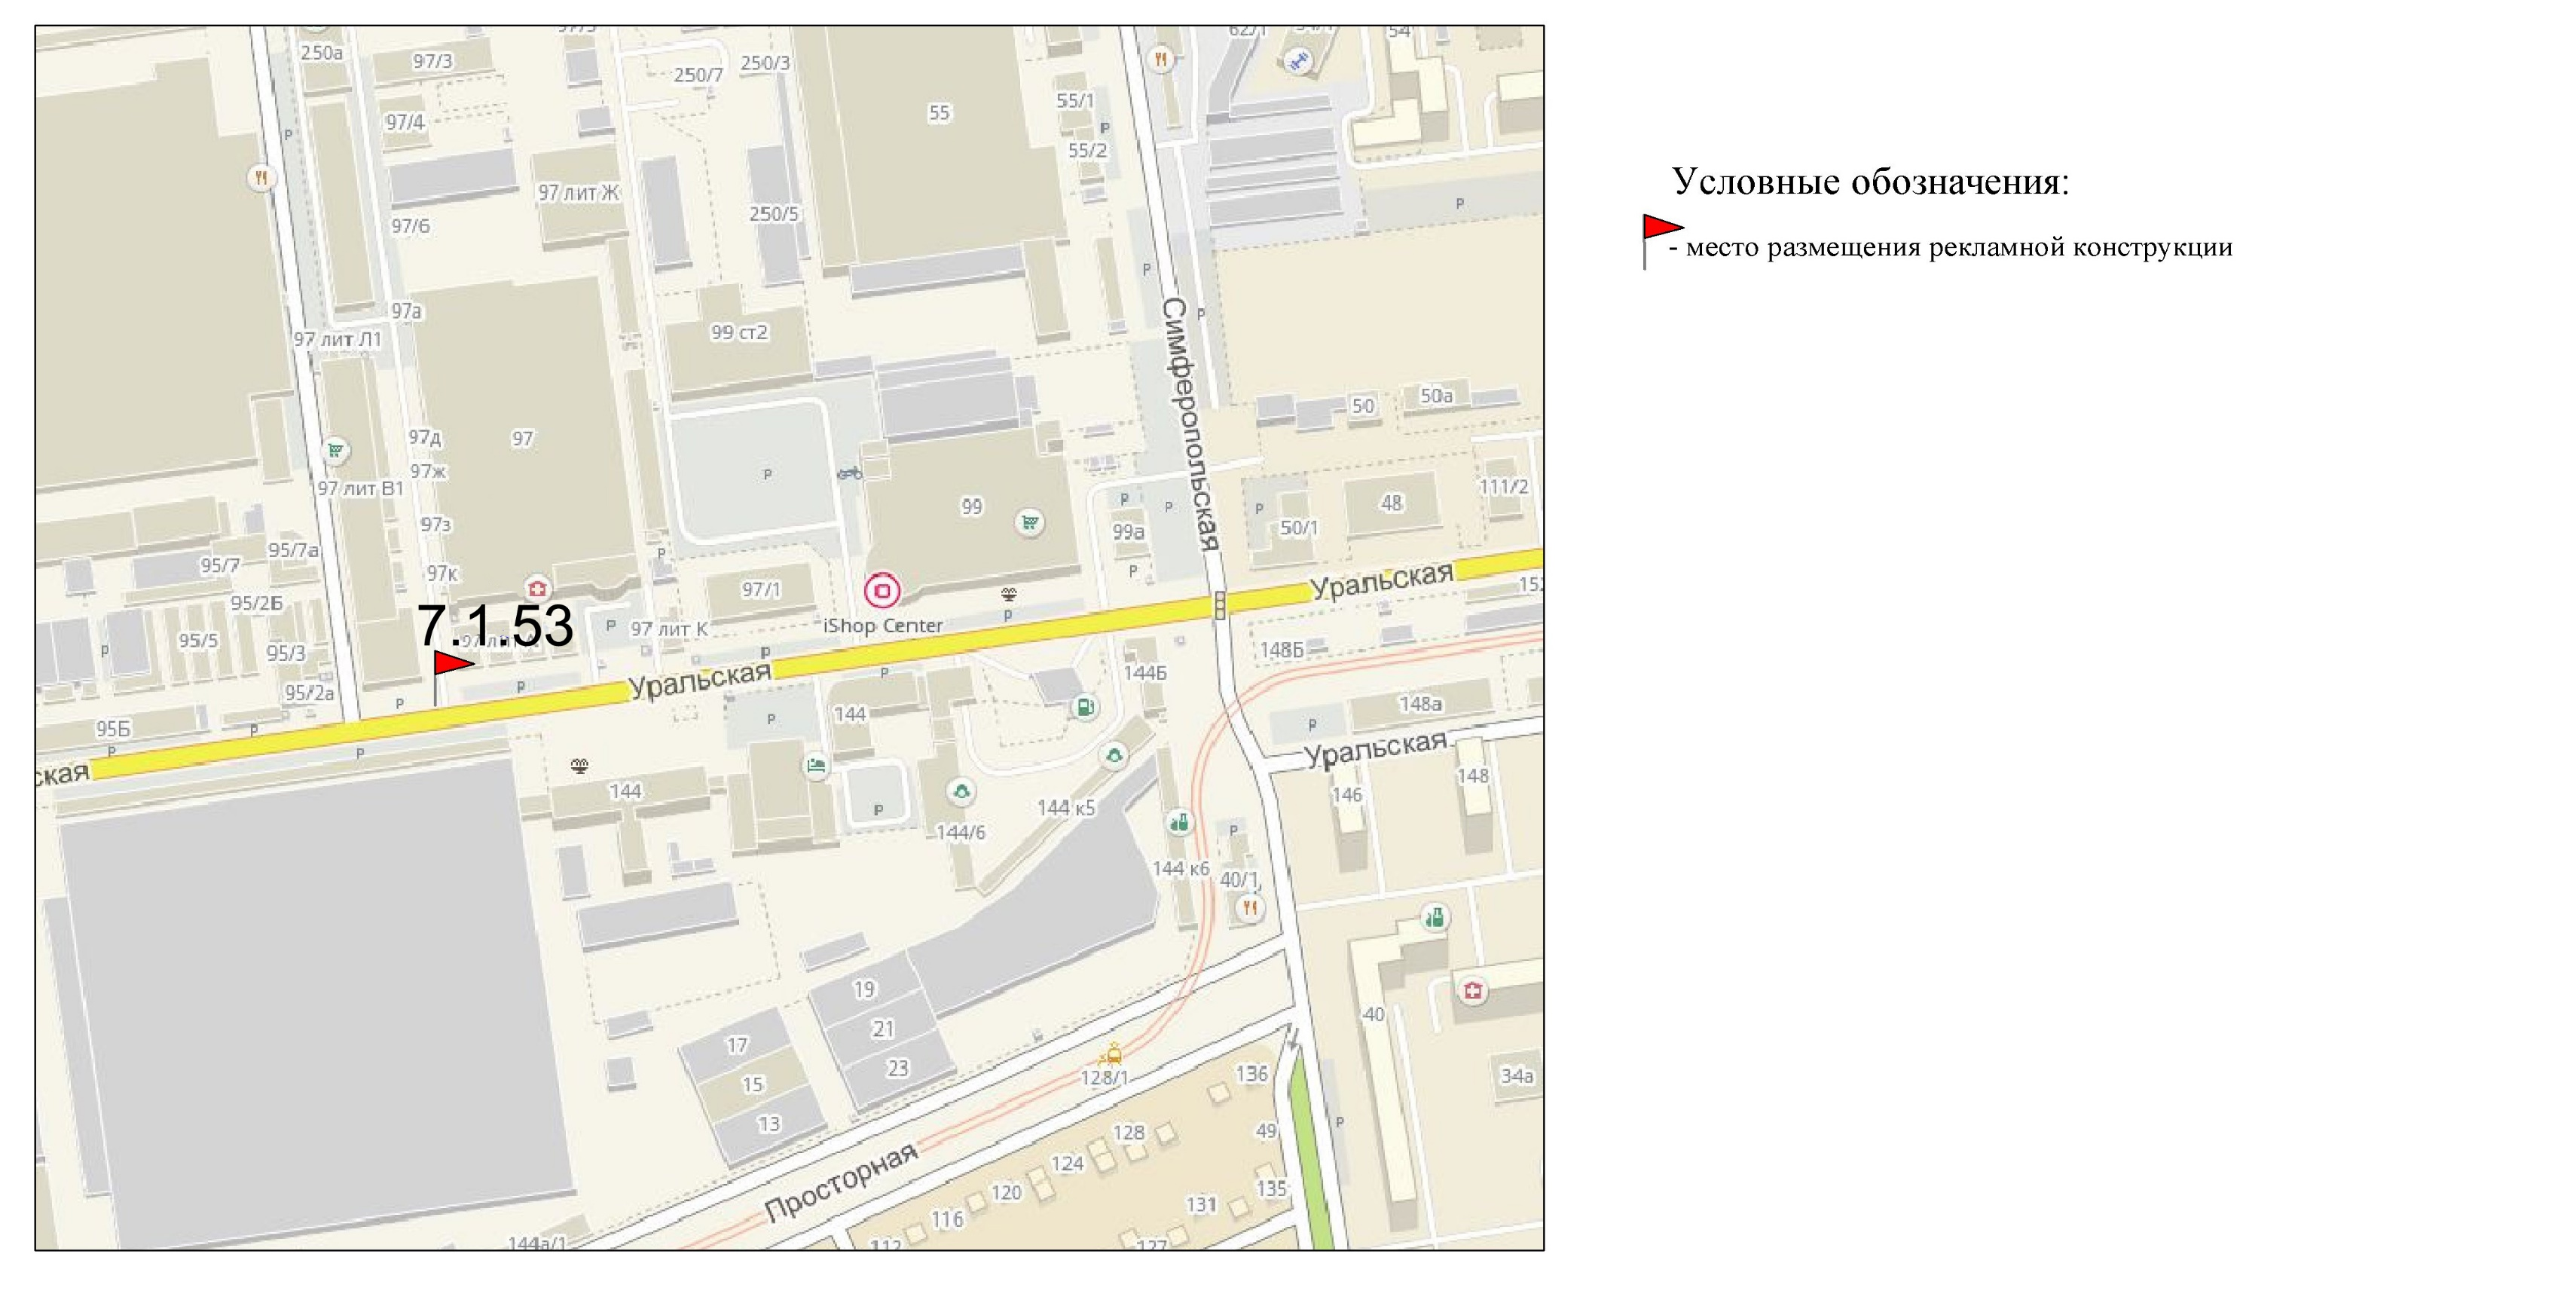 250а
97/3
250/7
250/3
97/4
55
55/1
55/2
97 лит Ж
97/6
250/5
Р
Р
Р
Р
Р
97а
97 лит Л1
99 ст2
Симферопольская
50
50а
97д
97
97ж
97 лит В1
97з
Р
99
Р
Р
Р
99а
50/1
48
111/2
95/7а
95/7
97к
Р
97/1
Р
Уральская
95/2Б
7.1.53
Р
97 лит К
iShop Center
Р
95/5
95/3
Р
Р
148Б
95/2а
Р
Р
Уральская
Р
144Б
148а
95Б
Р
Р
Р
Р
144
Р
Уральская
ская
144
Р
144 к5
144/6
146
148
Р
144 к6
40/1
19
21
23
17
15
13
40
128/1
136
34а
128
49
Р
124
120
Просторная
116
131
135
144а/1
112
127
Условные обозначения:
- место размещения рекламной конструкции